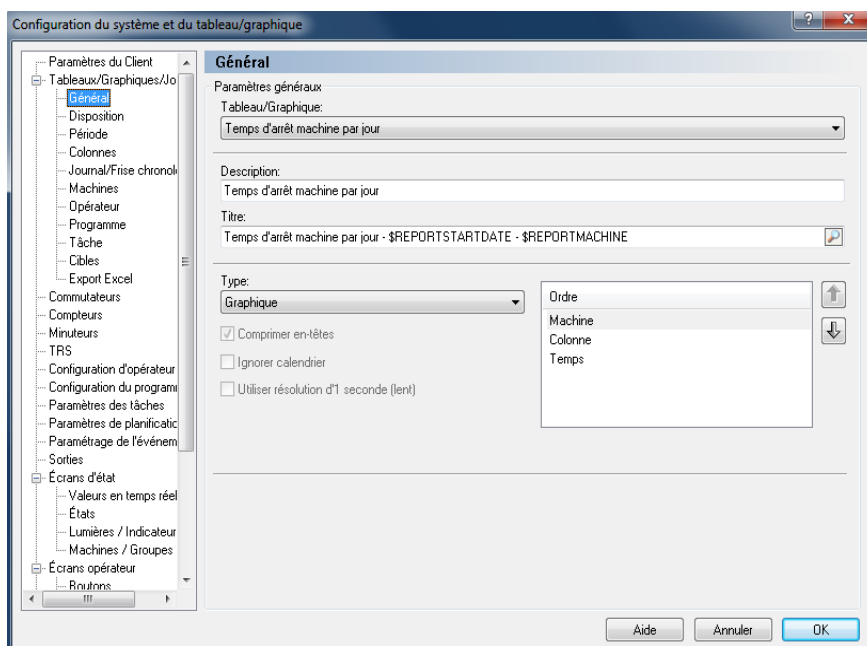 Configuration du système et du tableau/graphique
Paramètres du Client
Tableaux/Graphiques/Jo
Général
Disposition
Période
Colonnes
Journal/Frise chronol
Machines
Opérateur
Programme
Tâche
Cibles
Export Excel
Commutateurs
Compteurs
Minuteurs
TRS
Configuration d'opérateur
Configuration du program
Paramètres des tâches
Paramètres de planificatic
Paramétrage de l'événem
Sorties
Écrans d'état
Valeurs en temps réel
États
Lumières / Indicateur
Machines / Groupes
Écrans opérateur
Boutons
Général
Paramètres généraux
Tableau/Graphique:
Temps d'arrêt machine par jour
Description:
Temps d'arrêt machine par jour
Titre:
Temps d'arrêt machine par jour - $REPORTSTARTDATE - $REPORTMACHINE
Type:
Graphique
Comprimer en-têtes
Ignorer calendrier
Utiliser résolution d'1 seconde (lent)
Ordre
Machine
Colonne
Temps
Aide
Annuler
OK